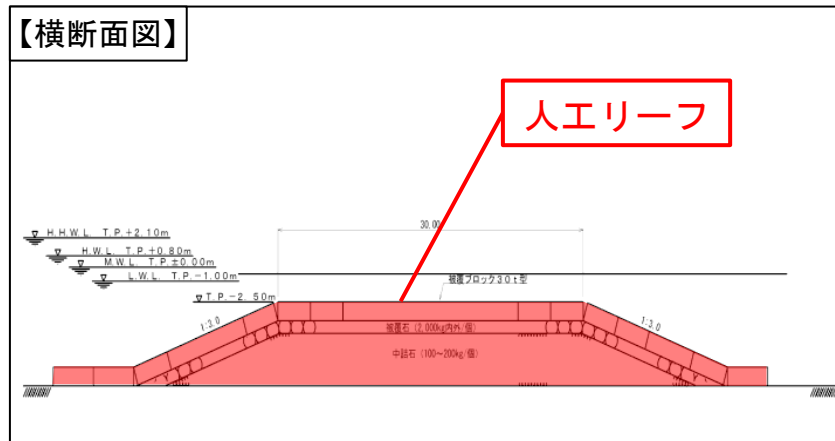 【横断面図】
人工リーフ
30.00
H.H.W.L. T.P.+2.10m
H.W.L. T.P.+0.80m
M.W.L. T.P.±0.00m
L.W.L. T.P.-1.00m
被覆ブロック30t型
T.P.-2.50m
1:3.0
1:3.0
被覆石(2,000kg内外/個)
中詰石(100~200kg/個)